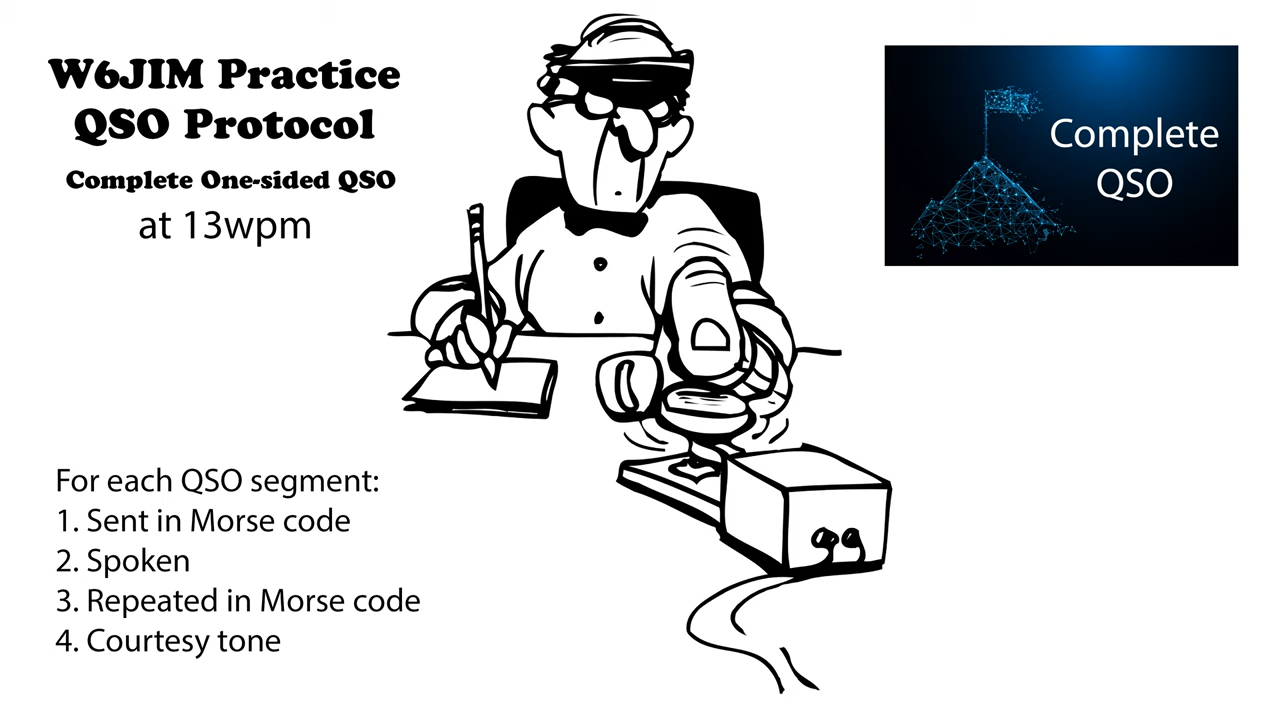 W6JIM Practice
QSO Protocol
Complete One-sided QSO
at 13wpm
Complete
QSO
For each QSO segment:
1. Sent in Morse code
2. Spoken
3. Repeated in Morse code
4. Courtesy tone